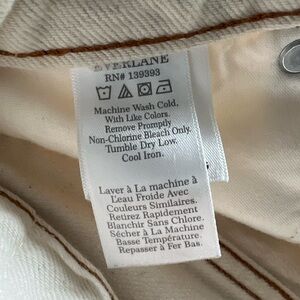 EVERLANE
RN# 139393
Machine Wash Cold,
With Like Colors.
Remove Promptly
Non-Chlorine Bleach Only.
Tumble Dry Low.
Cool Iron.
Laver à La machine à
L'eau Froide Avec
Couleurs Similaires.
Retirez Rapidement
Blanchir Sans Chlore.
Sécher à La Machine
Basse Température.
Repasser à Fer Bas.